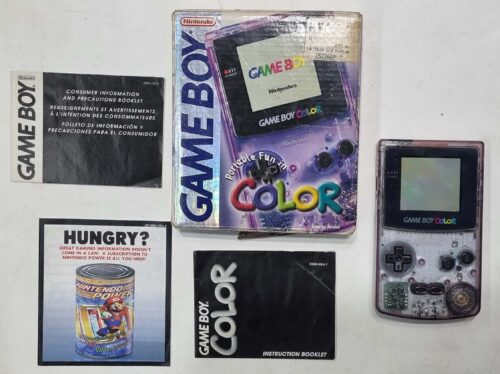 Nintendo
GAME BOY
GAME BOY
Nintendo
GAME BOY COLOR
Portable Fun in
COLOR
CONSUMER INFORMATION
AND PRECAUTIONS BOOKLET
RENSEIGNEMENTS ET AVERTISSEMENTS
À L'INTENTION DES CONSOMMATEURS
FOLLETO DE INFORMACIÓN Y
PRECAUCIONES PARA EL CONSUMIDOR
GAME BOY
HUNGRY?
GREAT GAMING INFORMATION DOESN'T
COME IN A CAN. A SUBSCRIPTION TO
NINTENDO POWER IS ALL YOU NEED!
NINTENDO
POWER
GAME BOY
COLOR
INSTRUCTION BOOKLET
GAME BOY COLOR